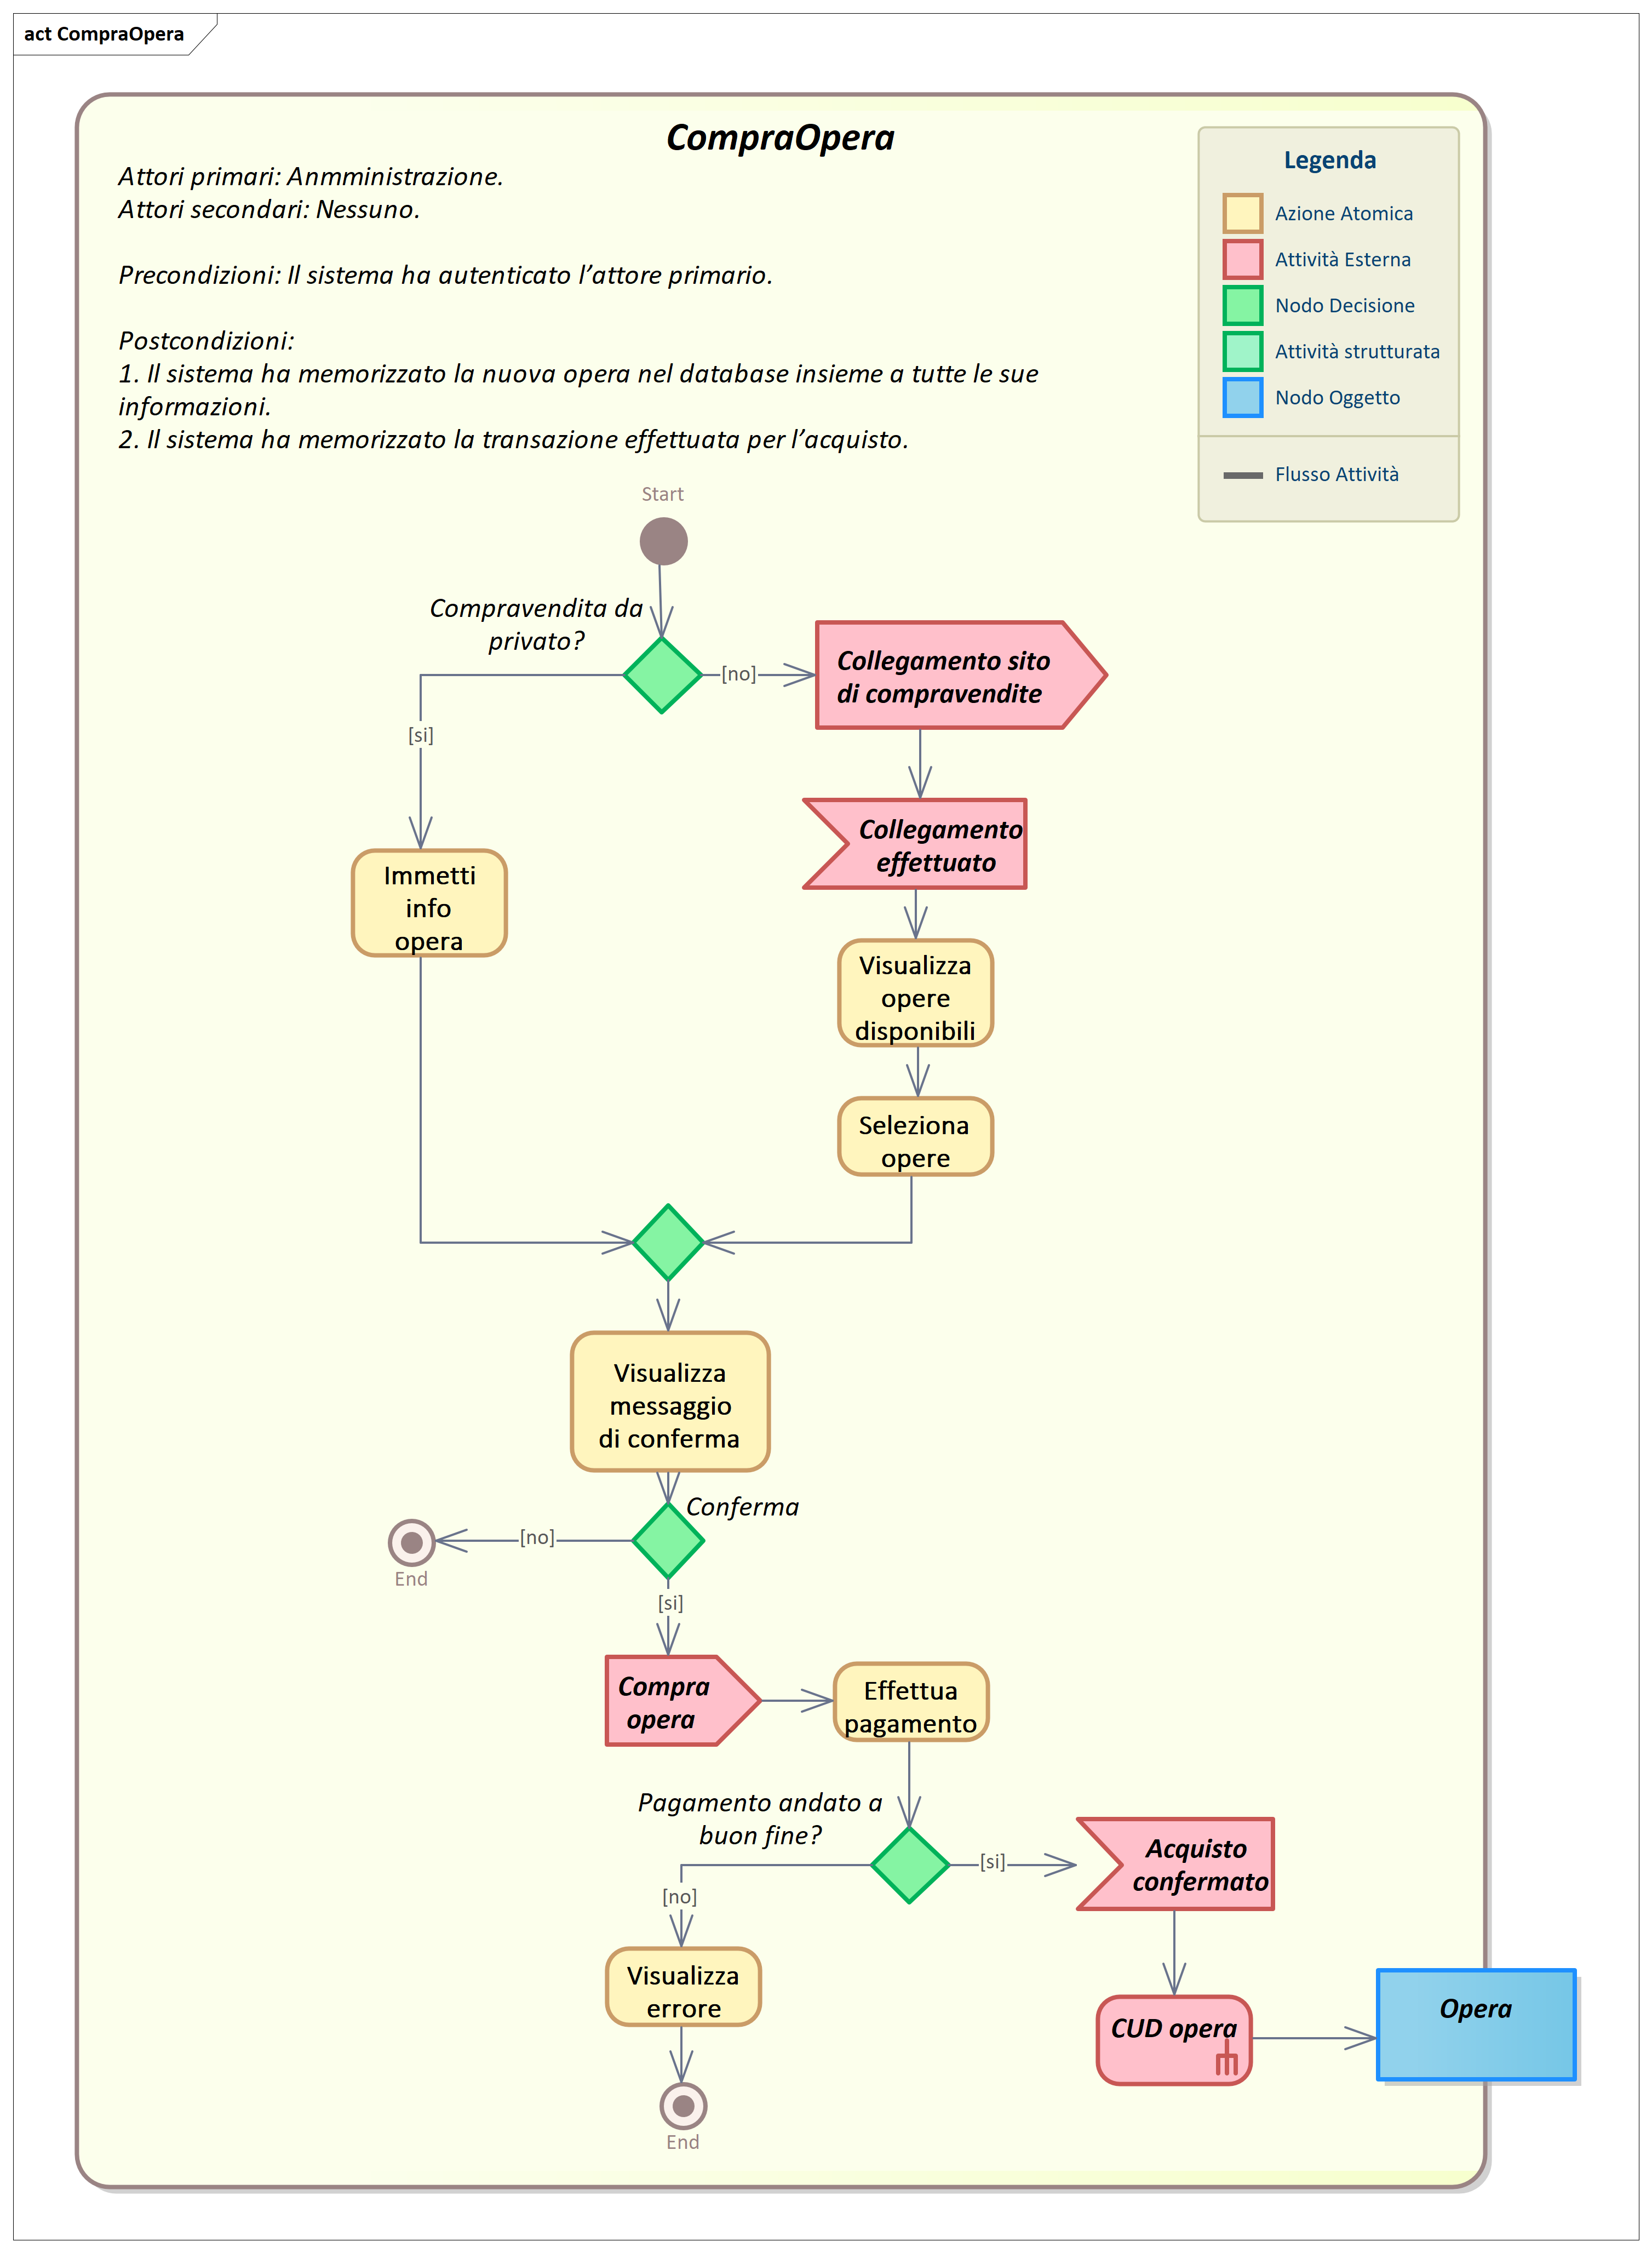 act CompraOpera
CompraOpera
Attori primari: Anmministrazione.
Attori secondari: Nessuno.
Precondizioni: Il sistema ha autenticato l'attore primario.
Postcondizioni:
1. Il sistema ha memorizzato la nuova opera nel database insieme a tutte le sue
informazioni.
2. Il sistema ha memorizzato la transazione effettuata per l'acquisto.
Legenda
Azione Atomica
Attività Esterna
Nodo Decisione
Attività strutturata
Nodo Oggetto
Flusso Attività
Start
Compravendita da
privato?
[no]
Collegamento sito
di compravendite
[si]
Collegamento
effettuato
Immetti
info
opera
Visualizza
opere
disponibili
Seleziona
opere
Visualizza
messaggio
di conferma
Conferma
[no]
End
[si]
Compra
opera
Effettua
pagamento
Pagamento andato a
buon fine?
[si]
Acquisto
confermato
[no]
Visualizza
errore
CUD opera
Opera
End